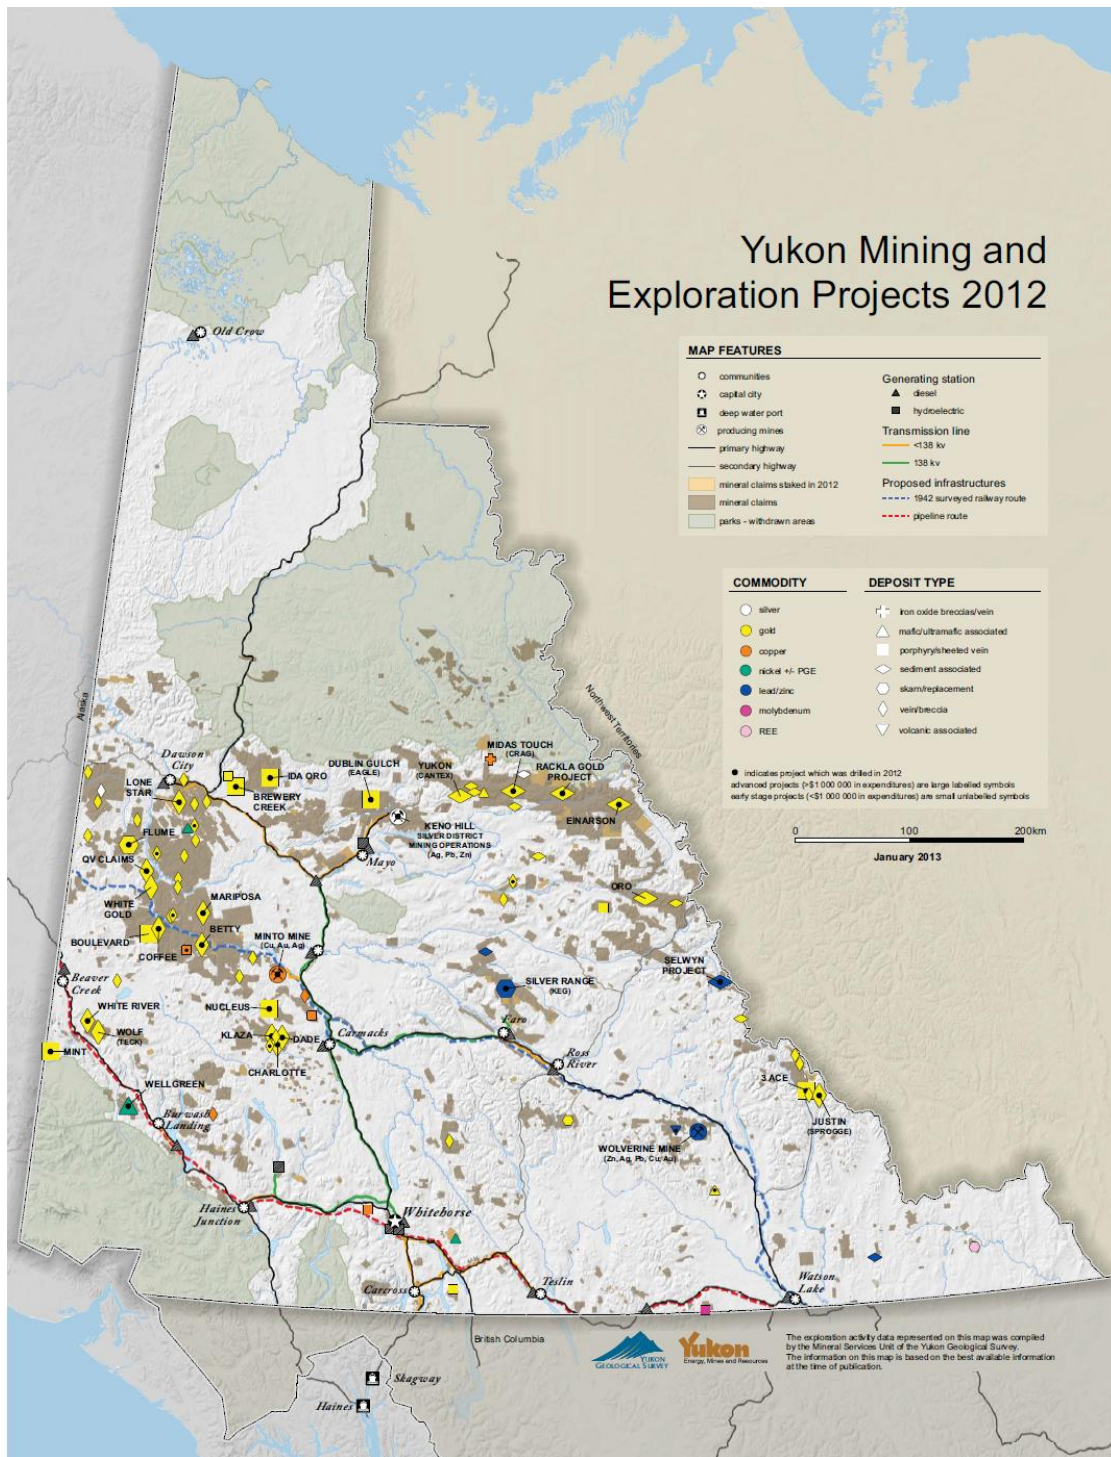 Yukon Mining and
Exploration Projects 2012
MAP FEATURES
communities
capital city
deep water port
producing mines
primary highway
secondary highway
mineral claims staked in 2012
mineral claims
parks - withdrawn areas
Generating station
diesel
hydroelectric
Transmission line
<138 kv
138 kv
Proposed infrastructures
1942 surveyed railway route
pipeline route
COMMODITY
silver
gold
copper
nickel +/- PGE
lead/zinc
molybdenum
REE
DEPOSIT TYPE
iron oxide breccias/vein
mafic/ultramafic associated
porphyry/sheeted vein
sediment associated
skarn/replacement
vein/breccia
volcanic associated
indicates project which was drilled in 2012
advanced projects (>$1 000 000 in expenditures) are large labelled symbols
early stage projects (<$1 000 000 in expenditures) are small unlabelled symbols
0 100 200km
January 2013
Old Crow
Alaska
Northwest Territories
Dawson
City
LONE
STAR
IDA ORO
BREWERY
CREEK
DUBLIN GULCH
(EAGLE)
YUKON
(CANTEX)
MIDAS TOUCH
(CRAG)
RACKLA GOLD
PROJECT
EINARSON
KENO HILL
SILVER DISTRICT
MINING OPERATIONS
(Ag, Pb, Zn)
Mayo
FLUME
QV CLAIMS
WHITE
GOLD
MARIPOSA
BOULEVARD
BETTY
COFFEE
MINTO MINE
(Cu, Au, Ag)
ORO
SELWYN
PROJECT
SILVER RANGE
(KEG)
Beaver
Creek
WHITE RIVER
WOLF
(TECK)
MINT
NUCLEUS
KLAZA
DADE
CHARLOTTE
Carmacks
Faro
Ross
River
WELLGREEN
Burwash
Landing
3 ACE
JUSTIN
(SPROGGE)
WOLVERINE MINE
(Zn, Ag, Pb, Cu, Au)
Haines
Junction
Whitehorse
Carcross
Teslin
Watson
Lake
British Columbia
Skagway
Haines
YUKON
GEOLOGICAL SURVEY
Yukon
Energy, Mines and Resources
The exploration activity data represented on this map was compiled
by the Mineral Services Unit of the Yukon Geological Survey.
The information on this map is based on the best available information
at the time of publication.